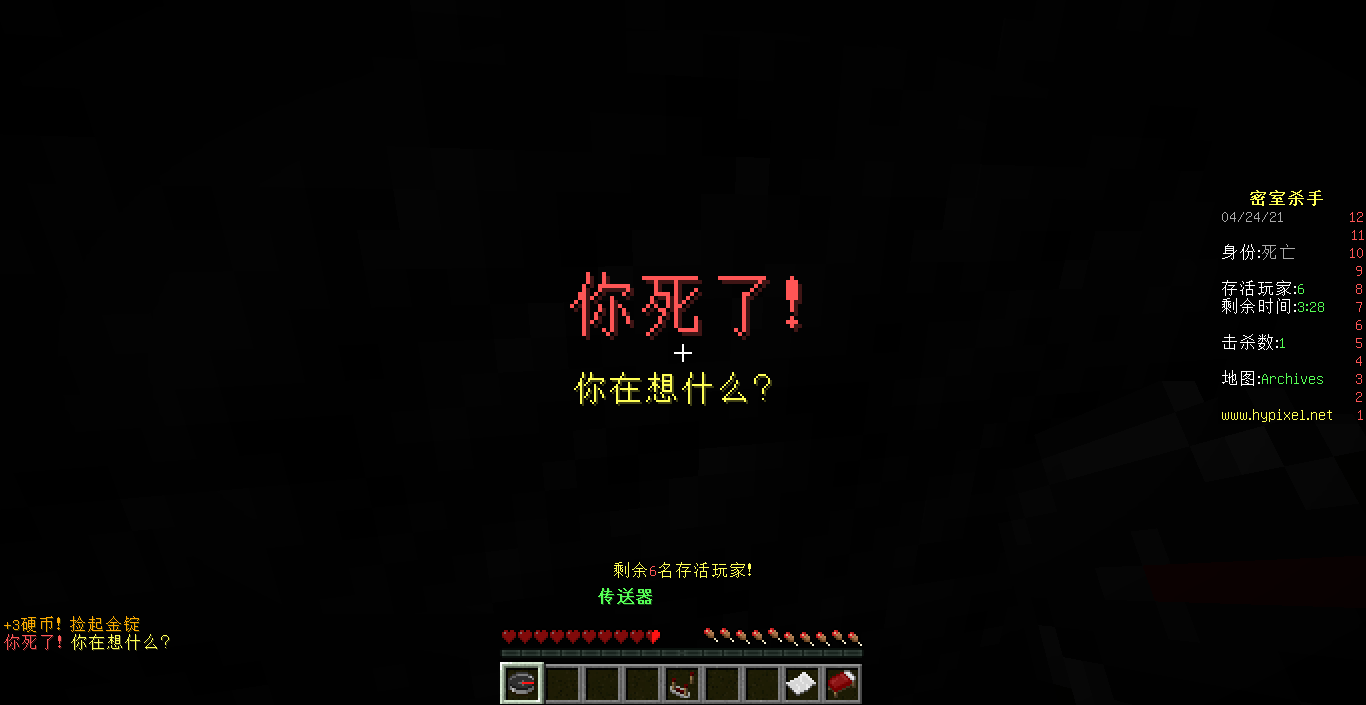 你死了!
你在想什么?
密室杀手
04/24/21
12
11
身份:死亡
10
9
存活玩家:6
8
剩余时间:3:28
7
6
击杀数:1
5
4
地图:Archives
3
2
www.hypixel.net
1
剩余6名存活玩家!
传送器
+3硬币! 捡起金锭
你死了! 你在想什么?